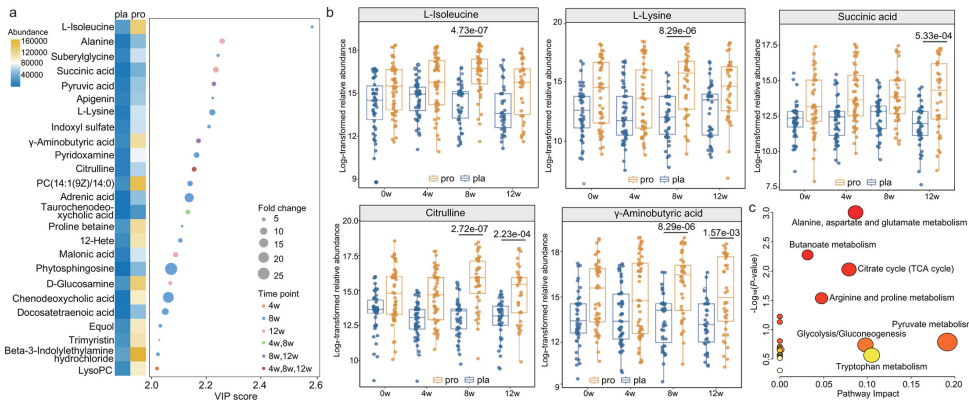 a
pla pro
Abundance
160000
120000
80000
40000
L-Isoleucine
Alanine
Suberylglycine
Succinic acid
Pyruvic acid
Apigenin
L-Lysine
Indoxyl sulfate
γ-Aminobutyric acid
Pyridoxamine
Citrulline
PC(14:1(9Z)/14:0)
Adrenic acid
Taurochenodeo-
xycholic acid
Proline betaine
12-Hete
Malonic acid
Phytosphingosine
D-Glucosamine
Chenodeoxycholic acid
Docosatetraenoic acid
Equol
Trimyristin
Beta-3-Indolylethylamine
hydrochloride
LysoPC
Fold change
5
10
15
20
25
Time point
4w
8w
12w
4w,8w
8w,12w
4w,8w,12w
2.0 2.2 2.4 2.6
VIP score
b
L-Isoleucine
4.73e-07
Log₂-transformed relative abundance
18
15
12
9
pro pla
0w 4w 8w 12w
L-Lysine
8.29e-06
Log₂-transformed relative abundance
20
15
10
pro pla
0w 4w 8w 12w
Succinic acid
5.33e-04
Log₂-transformed relative abundance
17.5
15.0
12.5
10.0
7.5
pro pla
0w 4w 8w 12w
Citrulline
2.72e-07 2.23e-04
Log₂-transformed relative abundance
20.0
17.5
15.0
12.5
10.0
pro pla
0w 4w 8w 12w
γ-Aminobutyric acid
8.29e-06 1.57e-03
Log₂-transformed relative abundance
21
18
15
12
9
pro pla
0w 4w 8w 12w
c
-Log₁₀(P-value)
3.0
2.5
2.0
1.5
1.0
0.5
Alanine, aspartate and glutamate metabolism
Butanoate metabolism
Citrate cycle (TCA cycle)
Arginine and proline metabolism
Pyruvate metabolism
Glycolysis/Gluconeogenesis
Tryptophan metabolism
0.0 0.05 0.10 0.15 0.20
Pathway Impact